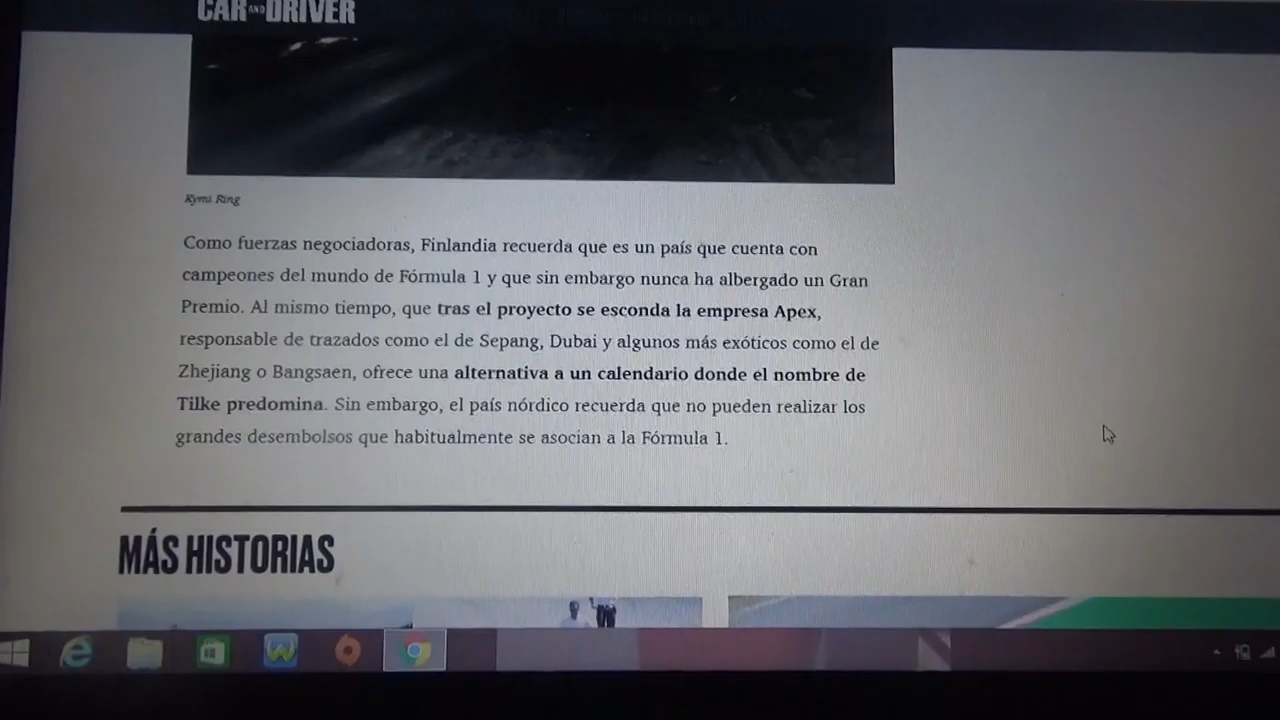 CAR AND DRIVER
Kymi Ring
Como fuerzas negociadoras, Finlandia recuerda que es un país que cuenta con
campeones del mundo de Fórmula 1 y que sin embargo nunca ha albergado un Gran
Premio. Al mismo tiempo, que tras el proyecto se esconda la empresa Apex,
responsable de trazados como el de Sepang, Dubai y algunos más exóticos como el de
Zhejiang o Bangsaen, ofrece una alternativa a un calendario donde el nombre de
Tilke predomina. Sin embargo, el país nórdico recuerda que no pueden realizar los
grandes desembolsos que habitualmente se asocian a la Fórmula 1.
MÁS HISTORIAS